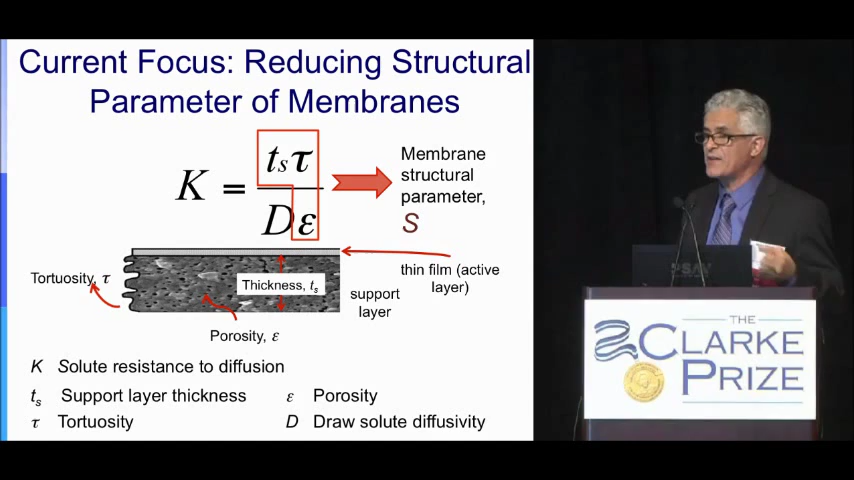 Current Focus: Reducing Structural
Parameter of Membranes
K = tₛτ / Dε
Membrane
structural
parameter,
S
Tortuosity, τ
Thickness, tₛ
thin film (active
layer)
support
layer
Porosity, ε
K Solute resistance to diffusion
tₛ Support layer thickness
ε Porosity
τ Tortuosity
D Draw solute diffusivity
THE
CLARKE
PRIZE